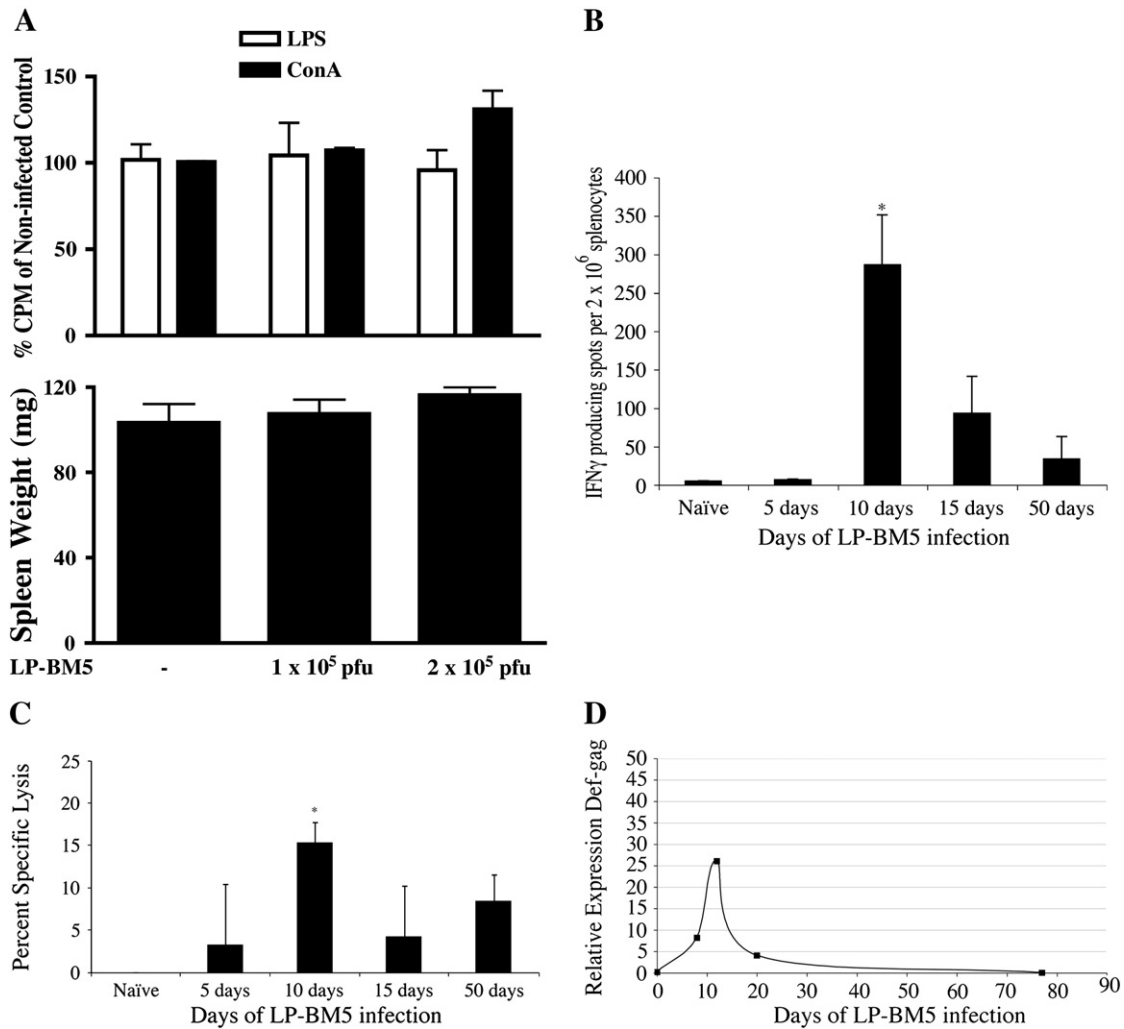 A
LPS
ConA
% CPM of Non-infected Control
150
100
50
0
Spleen Weight (mg)
120
80
40
0
LP-BM5 - 1 x 10⁵ pfu 2 x 10⁵ pfu
B
IFNγ producing spots per 2 x 10⁶ splenocytes
400
350
300
250
200
150
100
50
0
*
Naïve 5 days 10 days 15 days 50 days
Days of LP-BM5 infection
C
Percent Specific Lysis
25
20
15
10
5
0
*
Naïve 5 days 10 days 15 days 50 days
Days of LP-BM5 infection
D
Relative Expression Def-gag
50
45
40
35
30
25
20
15
10
5
0
0 10 20 30 40 50 60 70 80 90
Days of LP-BM5 infection